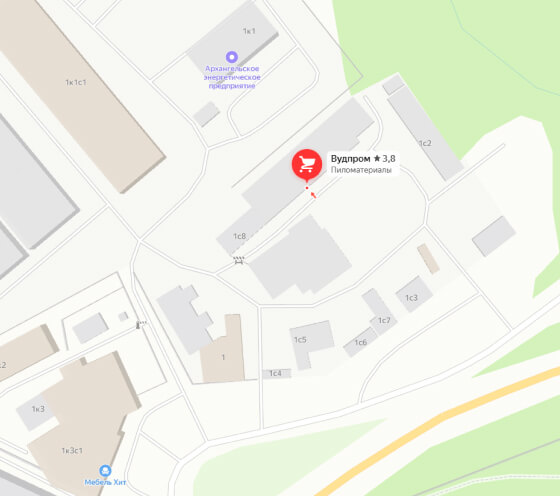 1к1
Архангельское
энергетическое
предприятие
1к1с1
1с2
Вудпром ★ 3,8
Пиломатериалы
1с8
1с3
1с7
1с5
1с6
1
к2
1с4
1к3
1к3с1
Мебель Хит